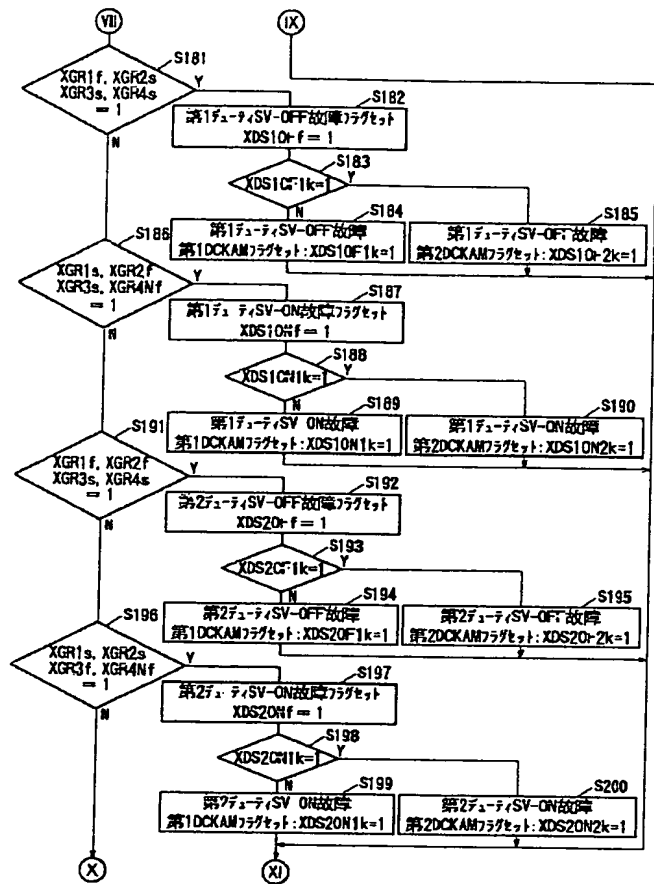 VII
IX
S181
XGR1f, XGR2s
XGR3s, XGR4s
= 1
Y
N
S182
第1デューティSV-OFF故障フラグセット
XDS10Ff = 1
S183
XDS10F1k=1
Y
N
S184
第1デューティSV-OFF故障
第1DCKAMフラグセット:XDS10F1k=1
S185
第1デューティSV-OFF故障
第2DCKAMフラグセット:XDS10F2k=1
S186
XGR1s, XGR2f
XGR3s, XGR4Nf
= 1
Y
N
S187
第1デューティSV-ON故障フラグセット
XDS10Nf = 1
S188
XDS10N1k=1
Y
N
S189
第1デューティSV ON故障
第1DCKAMフラグセット:XDS10N1k=1
S190
第1デューティSV-ON故障
第2DCKAMフラグセット:XDS10N2k=1
S191
XGR1f, XGR2f
XGR3s, XGR4s
= 1
Y
N
S192
第2デューティSV-OFF故障フラグセット
XDS20Ff = 1
S193
XDS20F1k=1
Y
N
S194
第2デューティSV-OFF故障
第1DCKAMフラグセット:XDS20F1k=1
S195
第2デューティSV-OFF故障
第2DCKAMフラグセット:XDS20F2k=1
S196
XGR1s, XGR2s
XGR3f, XGR4Nf
= 1
Y
N
S197
第2デューティSV-ON故障フラグセット
XDS20Nf = 1
S198
XDS20N1k=1
Y
N
S199
第2デューティSV ON故障
第1DCKAMフラグセット:XDS20N1k=1
S200
第2デューティSV-ON故障
第2DCKAMフラグセット:XDS20N2k=1
X
XI